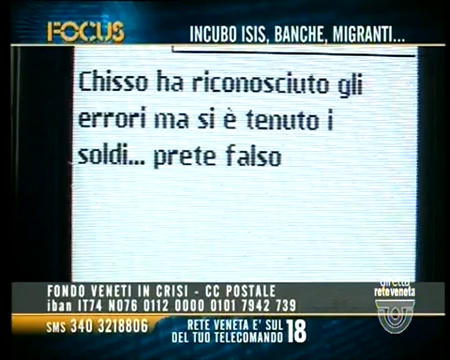 FOCUS
INCUBO ISIS, BANCHE, MIGRANTI...
Chisso ha riconosciuto gli
errori ma si è tenuto i
soldi... prete falso
diretta
reteveneta
FONDO VENETI IN CRISI - CC POSTALE
iban IT74 N076 0112 0000 0101 7942 739
SMS 340 3218806
RETE VENETA E' SUL
DEL TUO TELECOMANDO 18